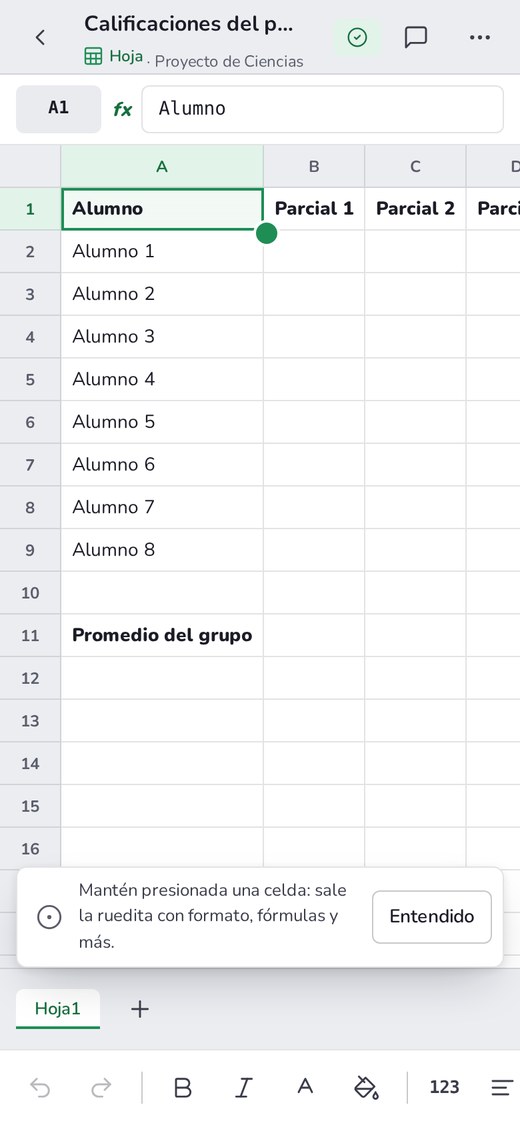 Calificaciones del p...
Hoja · Proyecto de Ciencias
A1 fx Alumno
A B C D
1 Alumno Parcial 1 Parcial 2 Parci
2 Alumno 1
3 Alumno 2
4 Alumno 3
5 Alumno 4
6 Alumno 5
7 Alumno 6
8 Alumno 7
9 Alumno 8
10
11 Promedio del grupo
12
13
14
15
16
Mantén presionada una celda: sale
la ruedita con formato, fórmulas y
más.
Entendido
Hoja1
B I A 123